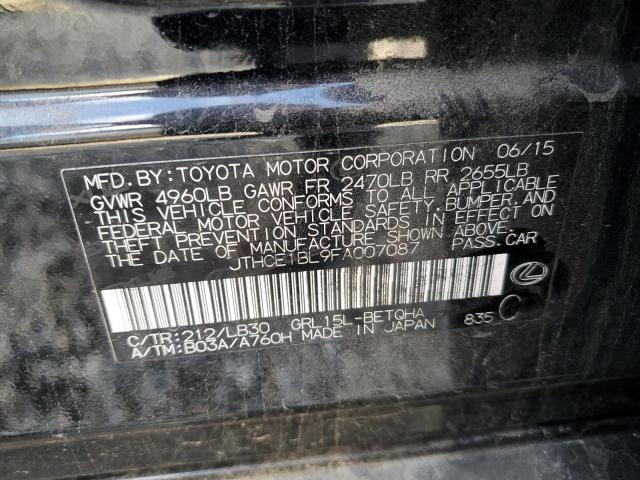 MFD. BY: TOYOTA MOTOR CORPORATION 06/15
GVWR 4960LB GAWR FR 2470LB RR 2655LB
THIS VEHICLE CONFORMS TO ALL APPLICABLE
FEDERAL MOTOR VEHICLE SAFETY, BUMPER, AND
THEFT PREVENTION STANDARDS IN EFFECT ON
THE DATE OF MANUFACTURE SHOWN ABOVE.
JTHCE1BL9FA007087 PASS.CAR
C/TR:212/LB30 GRL15L-BETQHA 835 C
A/TM:B03A/A760H MADE IN JAPAN